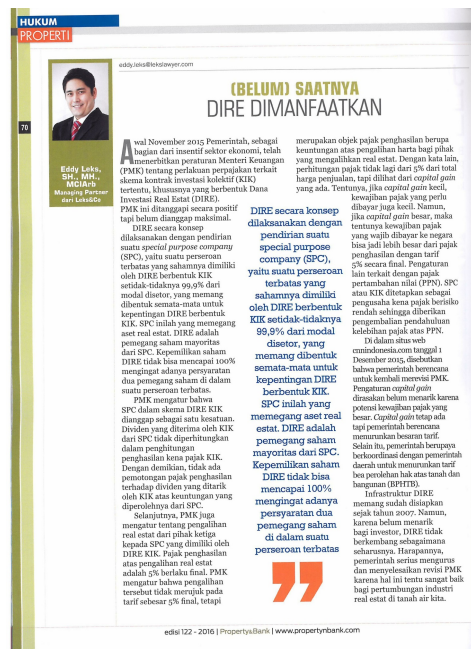 HUKUM
PROPERTI
eddy.leks@lekslawyer.com
(BELUM) SAATNYA
DIRE DIMANFAATKAN
70
Eddy Leks,
SH., MH.,
MCIArb
Managing Partner
dari Leks&Co
Awal November 2015 Pemerintah, sebagai
bagian dari insentif sektor ekonomi, telah
menerbitkan peraturan Menteri Keuangan
(PMK) tentang perlakuan perpajakan terkait
skema kontrak investasi kolektif (KIK)
tertentu, khususnya yang berbentuk Dana
Investasi Real Estat (DIRE).
PMK ini ditanggapi secara positif
tapi belum dianggap maksimal.
DIRE secara konsep
dilaksanakan dengan pendirian
suatu special purpose company
(SPC), yaitu suatu perseroan
terbatas yang sahamnya dimiliki
oleh DIRE berbentuk KIK
setidak-tidaknya 99,9% dari
modal disetor, yang memang
dibentuk semata-mata untuk
kepentingan DIRE berbentuk
KIK. SPC inilah yang memegang
aset real estat. DIRE adalah
pemegang saham mayoritas
dari SPC. Kepemilikan saham
DIRE tidak bisa mencapai 100%
mengingat adanya persyaratan
dua pemegang saham di dalam
suatu perseroan terbatas.
PMK mengatur bahwa
SPC dalam skema DIRE KIK
dianggap sebagai satu kesatuan.
Dividen yang diterima oleh KIK
dari SPC tidak diperhitungkan
dalam penghitungan
penghasilan kena pajak KIK.
Dengan demikian, tidak ada
pemotongan pajak penghasilan
terhadap dividen yang ditarik
oleh KIK atas keuntungan yang
diperolehnya dari SPC.
Selanjutnya, PMK juga
mengatur tentang pengalihan
real estat dari pihak ketiga
kepada SPC yang dimiliki oleh
DIRE KIK. Pajak penghasilan
atas pengalihan real estat
adalah 5% berlaku final. PMK
mengatur bahwa pengalihan
tersebut tidak merujuk pada
tarif sebesar 5% final, tetapi
DIRE secara konsep
dilaksanakan dengan
pendirian suatu
special purpose
company (SPC),
yaitu suatu perseroan
terbatas yang
sahamnya dimiliki
oleh DIRE berbentuk
KIK setidak-tidaknya
99,9% dari modal
disetor, yang
memang dibentuk
semata-mata untuk
kepentingan DIRE
berbentuk KIK.
SPC inilah yang
memegang aset real
estat. DIRE adalah
pemegang saham
mayoritas dari SPC.
Kepemilikan saham
DIRE tidak bisa
mencapai 100%
mengingat adanya
persyaratan dua
pemegang saham
di dalam suatu
perseroan terbatas
merupakan objek pajak penghasilan berupa
keuntungan atas pengalihan harta bagi pihak
yang mengalihkan real estat. Dengan kata lain,
perhitungan pajak tidak lagi dari 5% dari total
harga penjualan, tapi dilihat dari capital gain
yang ada. Tentunya, jika capital gain kecil,
kewajiban pajak yang perlu
dibayar juga kecil. Namun,
jika capital gain besar, maka
tentunya kewajiban pajak
yang wajib dibayar ke negara
bisa jadi lebih besar dari pajak
penghasilan dengan tarif
5% secara final. Pengaturan
lain terkait dengan pajak
pertambahan nilai (PPN). SPC
atau KIK ditetapkan sebagai
pengusaha kena pajak berisiko
rendah sehingga diberikan
pengembalian pendahuluan
kelebihan pajak atas PPN.
Di dalam situs web
cnnindonesia.com tanggal 1
Desember 2015, disebutkan
bahwa pemerintah berencana
untuk kembali merevisi PMK.
Pengaturan capital gain
dirasakan belum menarik karena
potensi kewajiban pajak yang
besar. Capital gain tetap ada
tapi pemerintah berencana
menurunkan besaran tarif.
Selain itu, pemerintah berupaya
berkoordinasi dengan pemerintah
daerah untuk menurunkan tarif
bea perolehan hak atas tanah dan
bangunan (BPHTB).
Infrastruktur DIRE
memang sudah disiapkan
sejak tahun 2007. Namun,
karena belum menarik
bagi investor, DIRE tidak
berkembang sebagaimana
seharusnya. Harapannya,
pemerintah serius mengurus
dan menyelesaikan revisi PMK
karena hal ini tentu sangat baik
bagi pertumbuhan industri
real estat di tanah air kita.
edisi 122 - 2016 | Property&Bank | www.propertynbank.com